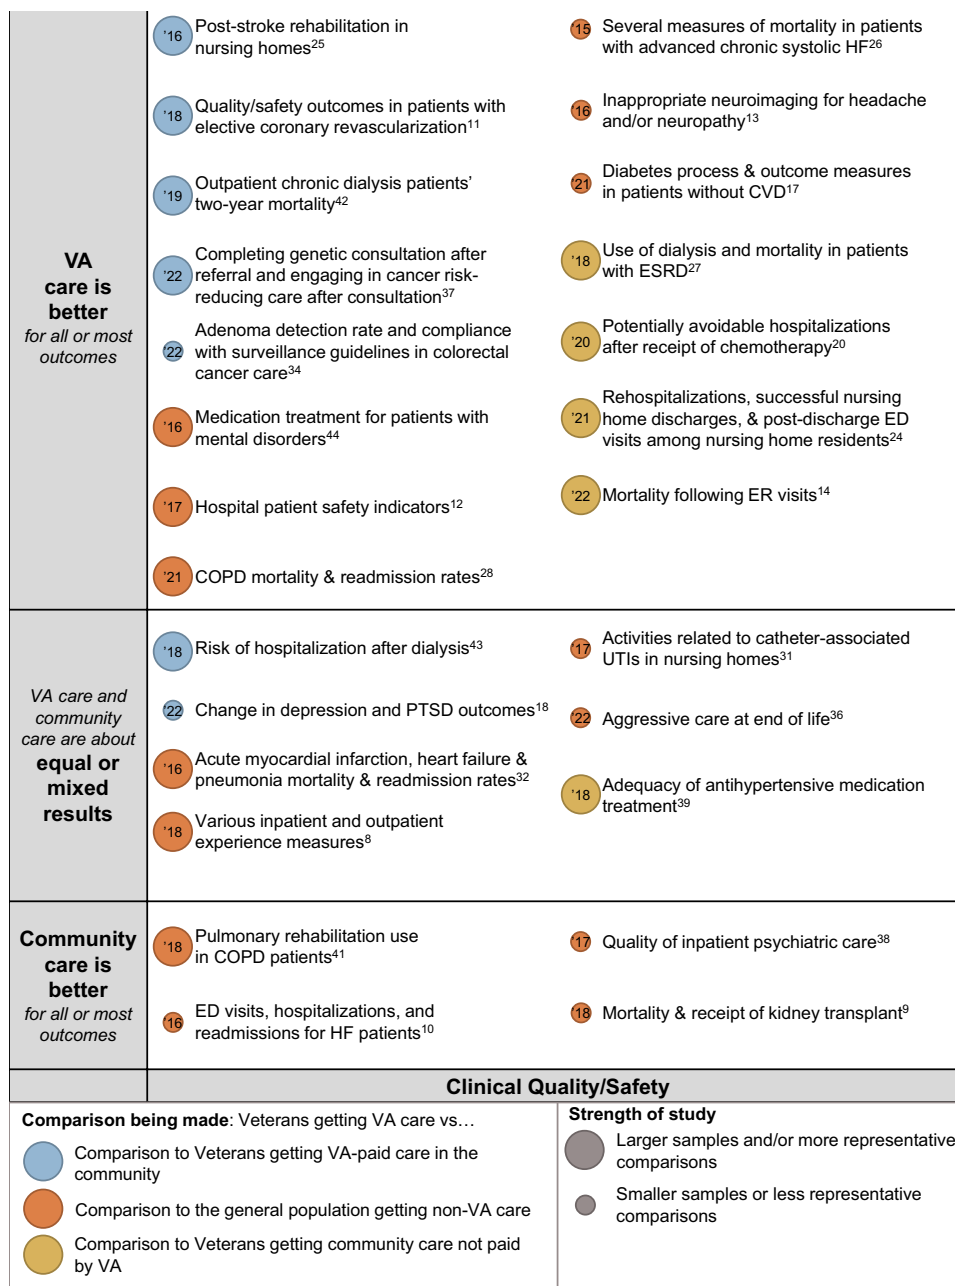 VA
care is
better
for all or most
outcomes
'16
Post-stroke rehabilitation in
nursing homes25
'18
Quality/safety outcomes in patients with
elective coronary revascularization11
'19
Outpatient chronic dialysis patients'
two-year mortality42
'22
Completing genetic consultation after
referral and engaging in cancer risk-
reducing care after consultation37
'22
Adenoma detection rate and compliance
with surveillance guidelines in colorectal
cancer care34
'16
Medication treatment for patients with
mental disorders44
'17
Hospital patient safety indicators12
'21
COPD mortality & readmission rates28
'15
Several measures of mortality in patients
with advanced chronic systolic HF26
'16
Inappropriate neuroimaging for headache
and/or neuropathy13
'21
Diabetes process & outcome measures
in patients without CVD17
'18
Use of dialysis and mortality in patients
with ESRD27
'20
Potentially avoidable hospitalizations
after receipt of chemotherapy20
'21
Rehospitalizations, successful nursing
home discharges, & post-discharge ED
visits among nursing home residents24
'22
Mortality following ER visits14
VA care and
community
care are about
equal or
mixed
results
'18
Risk of hospitalization after dialysis43
'22
Change in depression and PTSD outcomes18
'16
Acute myocardial infarction, heart failure &
pneumonia mortality & readmission rates32
'18
Various inpatient and outpatient
experience measures8
'17
Activities related to catheter-associated
UTIs in nursing homes31
'22
Aggressive care at end of life36
'18
Adequacy of antihypertensive medication
treatment39
Community
care is
better
for all or most
outcomes
'18
Pulmonary rehabilitation use
in COPD patients41
'16
ED visits, hospitalizations, and
readmissions for HF patients10
'17
Quality of inpatient psychiatric care38
'18
Mortality & receipt of kidney transplant9
Clinical Quality/Safety
Comparison being made: Veterans getting VA care vs…
Comparison to Veterans getting VA-paid care in the
community
Comparison to the general population getting non-VA care
Comparison to Veterans getting community care not paid
by VA
Strength of study
Larger samples and/or more representative
comparisons
Smaller samples or less representative
comparisons